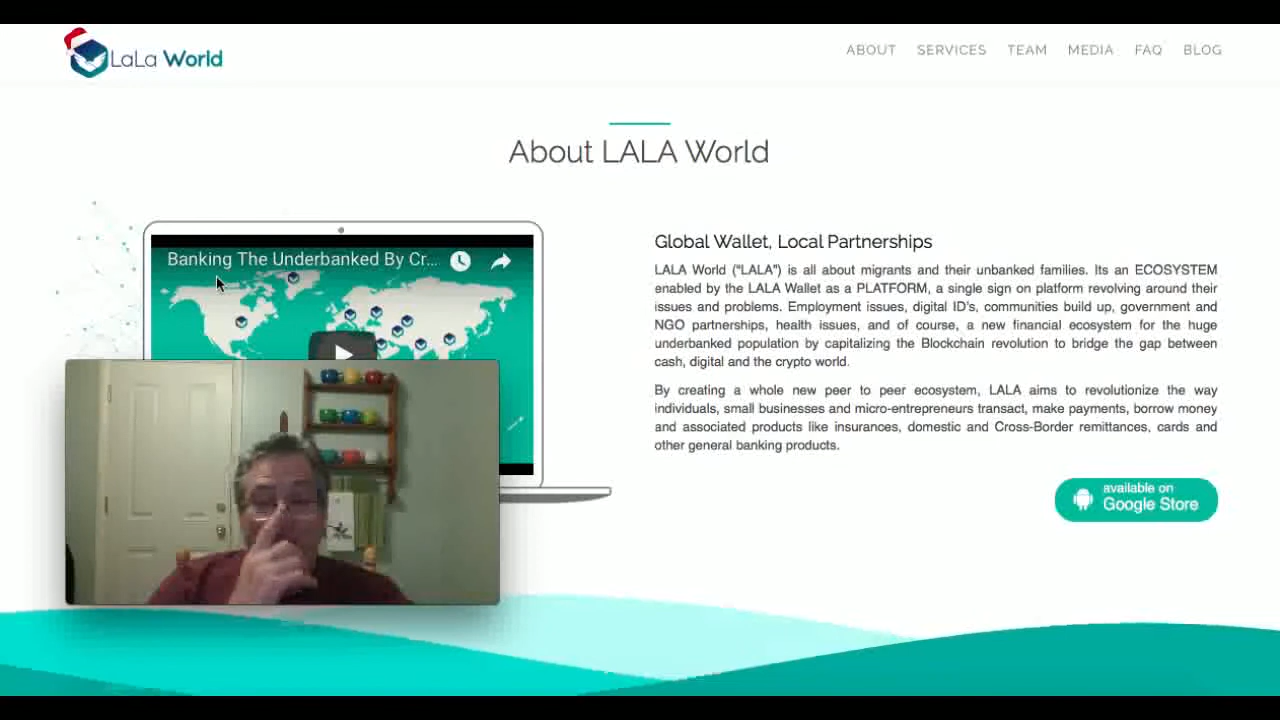 LaLa World
ABOUT SERVICES TEAM MEDIA FAQ BLOG
About LALA World
Banking The Underbanked By Cr...
Global Wallet, Local Partnerships
LALA World ("LALA") is all about migrants and their unbanked families. Its an ECOSYSTEM
enabled by the LALA Wallet as a PLATFORM, a single sign on platform revolving around their
issues and problems. Employment issues, digital ID's, communities build up, government and
NGO partnerships, health issues, and of course, a new financial ecosystem for the huge
underbanked population by capitalizing the Blockchain revolution to bridge the gap between
cash, digital and the crypto world.
By creating a whole new peer to peer ecosystem, LALA aims to revolutionize the way
individuals, small businesses and micro-entrepreneurs transact, make payments, borrow money
and associated products like insurances, domestic and Cross-Border remittances, cards and
other general banking products.
available on
Google Store